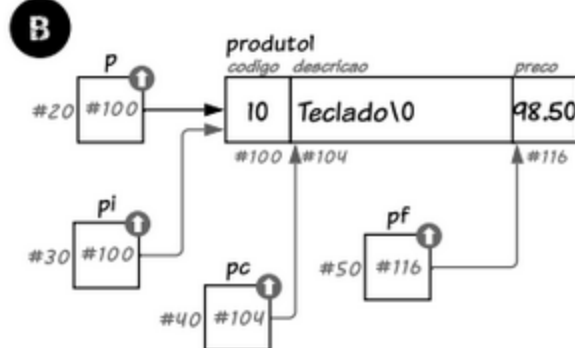 B
produto1
codigo descricao preco
p
#20 #100
10 Teclado\0 98.50
#100 #104 #116
pi
#30 #100
pf
#50 #116
pc
#40 #104